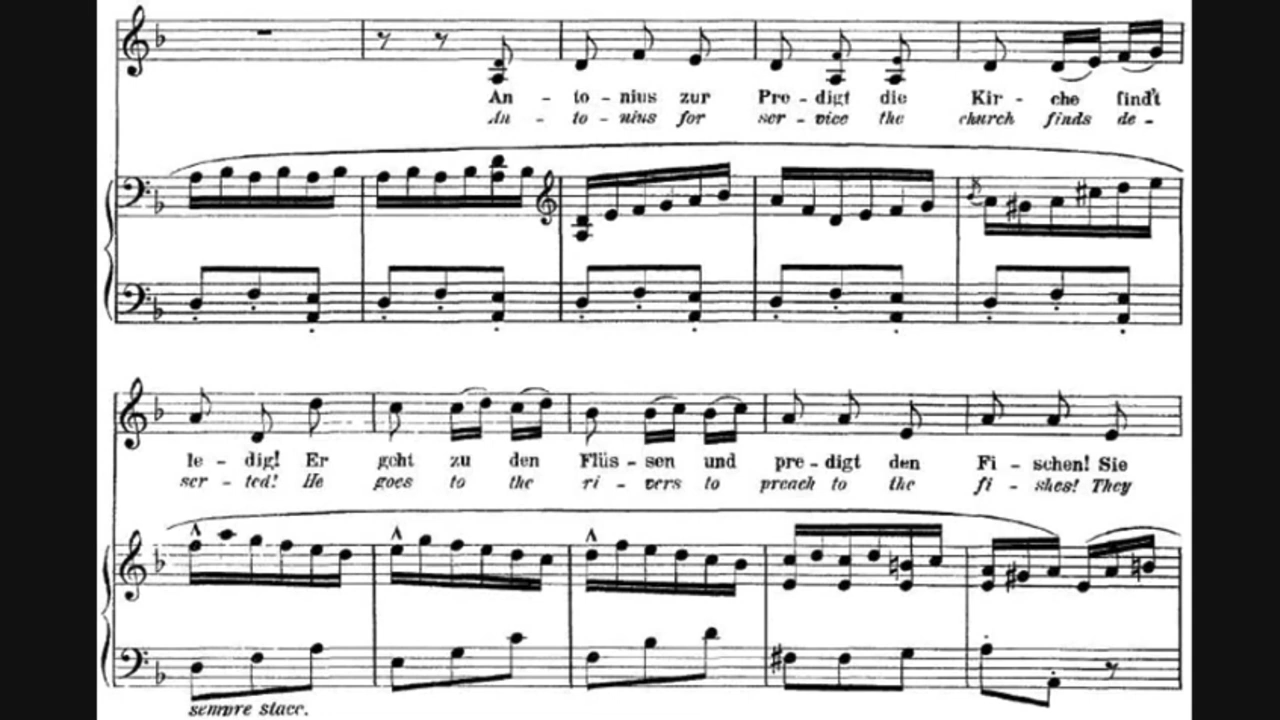 An - to - nius zur Pre - digt die Kir - che find't
An - to - nius for ser - vice the church finds de -
le - dig! Er geht zu den Flüs - sen und pre - digt den Fi - schen! Sie
ser - ted! He goes to the ri - vers to preach to the fi - shes! They
sempre stacc.